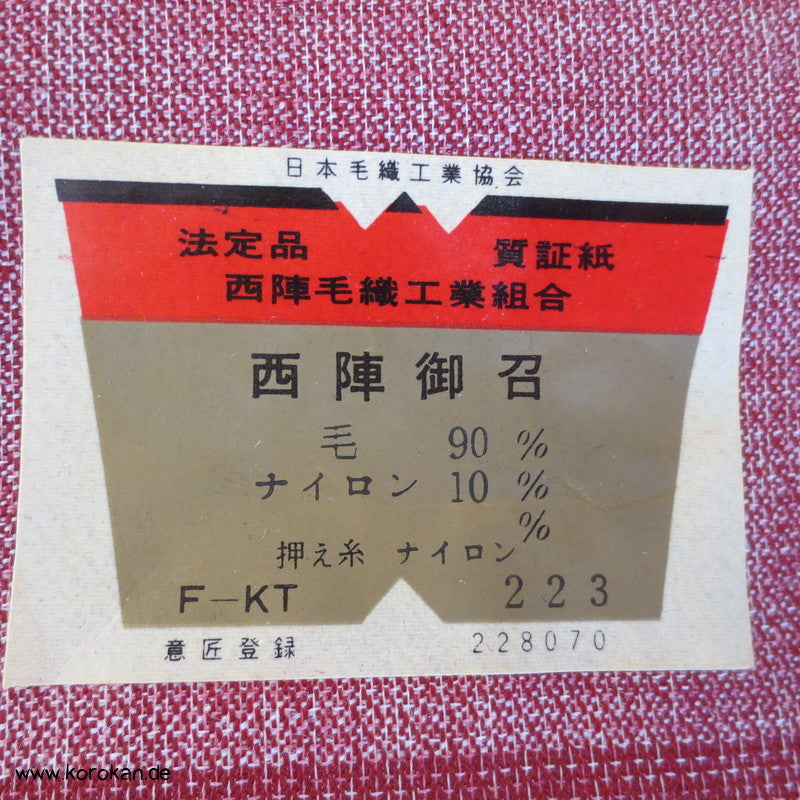 日本毛織工業協会
法定品質証紙
西陣毛織工業組合
西陣御召
毛 90 %
ナイロン 10 %
%
押え糸 ナイロン
F-KT 223
意匠登録 228070
www.korokan.de